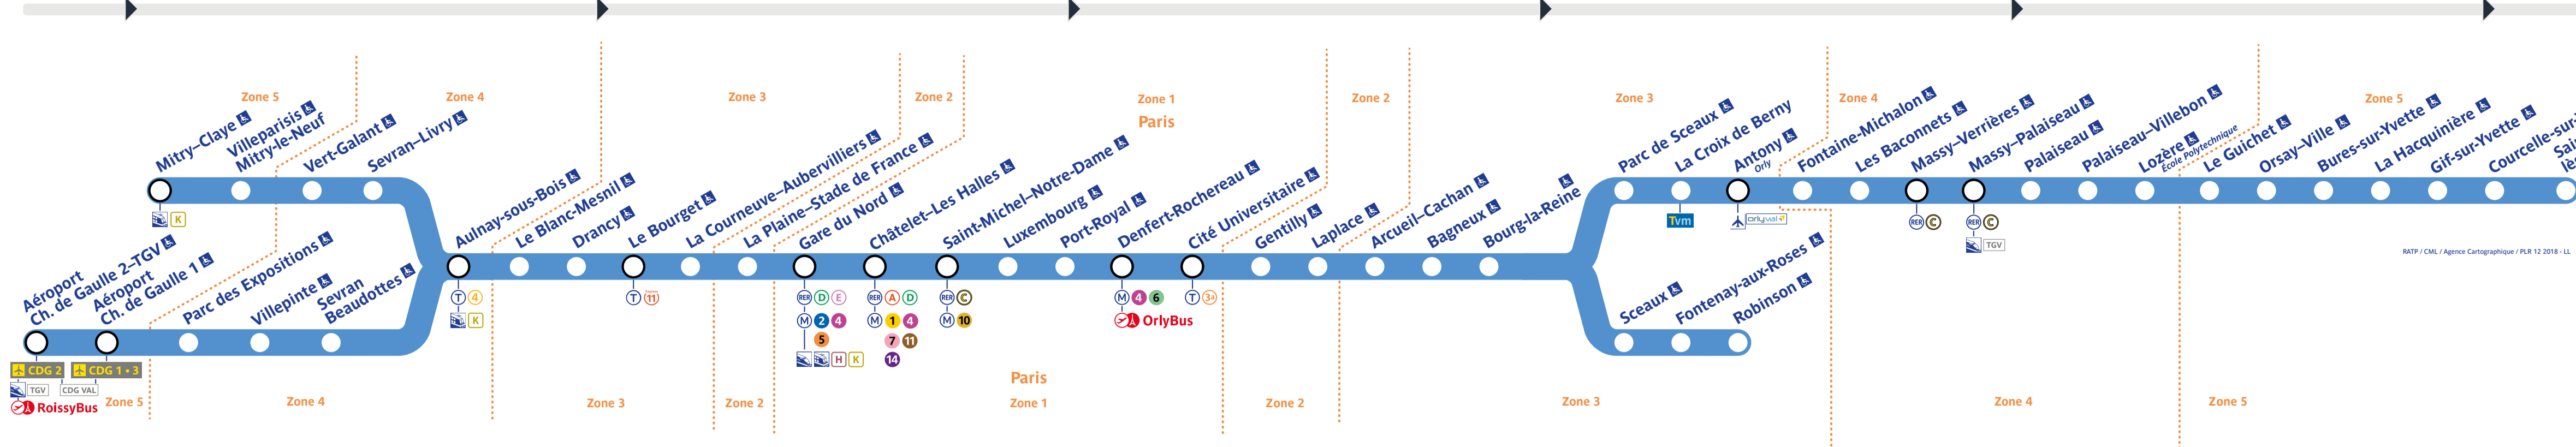 Zone 5
Zone 4
Zone 3
Zone 2
Zone 1
Paris
Zone 2
Zone 3
Zone 4
Zone 5
Mitry–Claye
Villeparisis
Mitry-le-Neuf
Vert-Galant
Sevran–Livry
K
Aéroport
Ch. de Gaulle 2–TGV
Aéroport
Ch. de Gaulle 1
Parc des Expositions
Villepinte
Sevran
Beaudottes
CDG 2
CDG 1 • 3
TGV
CDG VAL
RoissyBus
Aulnay-sous-Bois
T 4
K
Le Blanc-Mesnil
Drancy
Le Bourget
T Express 11
La Courneuve–Aubervilliers
La Plaine–Stade de France
Gare du Nord
RER D E
M 2 4
5
H K
Châtelet–Les Halles
RER A D
M 1 4
7 11
14
Saint-Michel–Notre-Dame
RER C
M 10
Luxembourg
Port-Royal
Denfert-Rochereau
M 4 6
OrlyBus
Cité Universitaire
T 3a
Gentilly
Laplace
Arcueil–Cachan
Bagneux
Bourg-la-Reine
Parc de Sceaux
La Croix de Berny
Tvm
Antony
Orly
orlyval
Fontaine-Michalon
Les Baconnets
Massy–Verrières
RER C
Massy–Palaiseau
RER C
TGV
Palaiseau
Palaiseau–Villebon
Lozère
École Polytechnique
Le Guichet
Orsay–Ville
Bures-sur-Yvette
La Hacquinière
Gif-sur-Yvette
Courcelle-sur-
Sceaux
Fontenay-aux-Roses
Robinson
RATP / CML / Agence Cartographique / PLR 12 2018 - LL
Zone 5
Zone 4
Zone 3
Zone 2
Paris
Zone 1
Zone 2
Zone 3
Zone 4
Zone 5